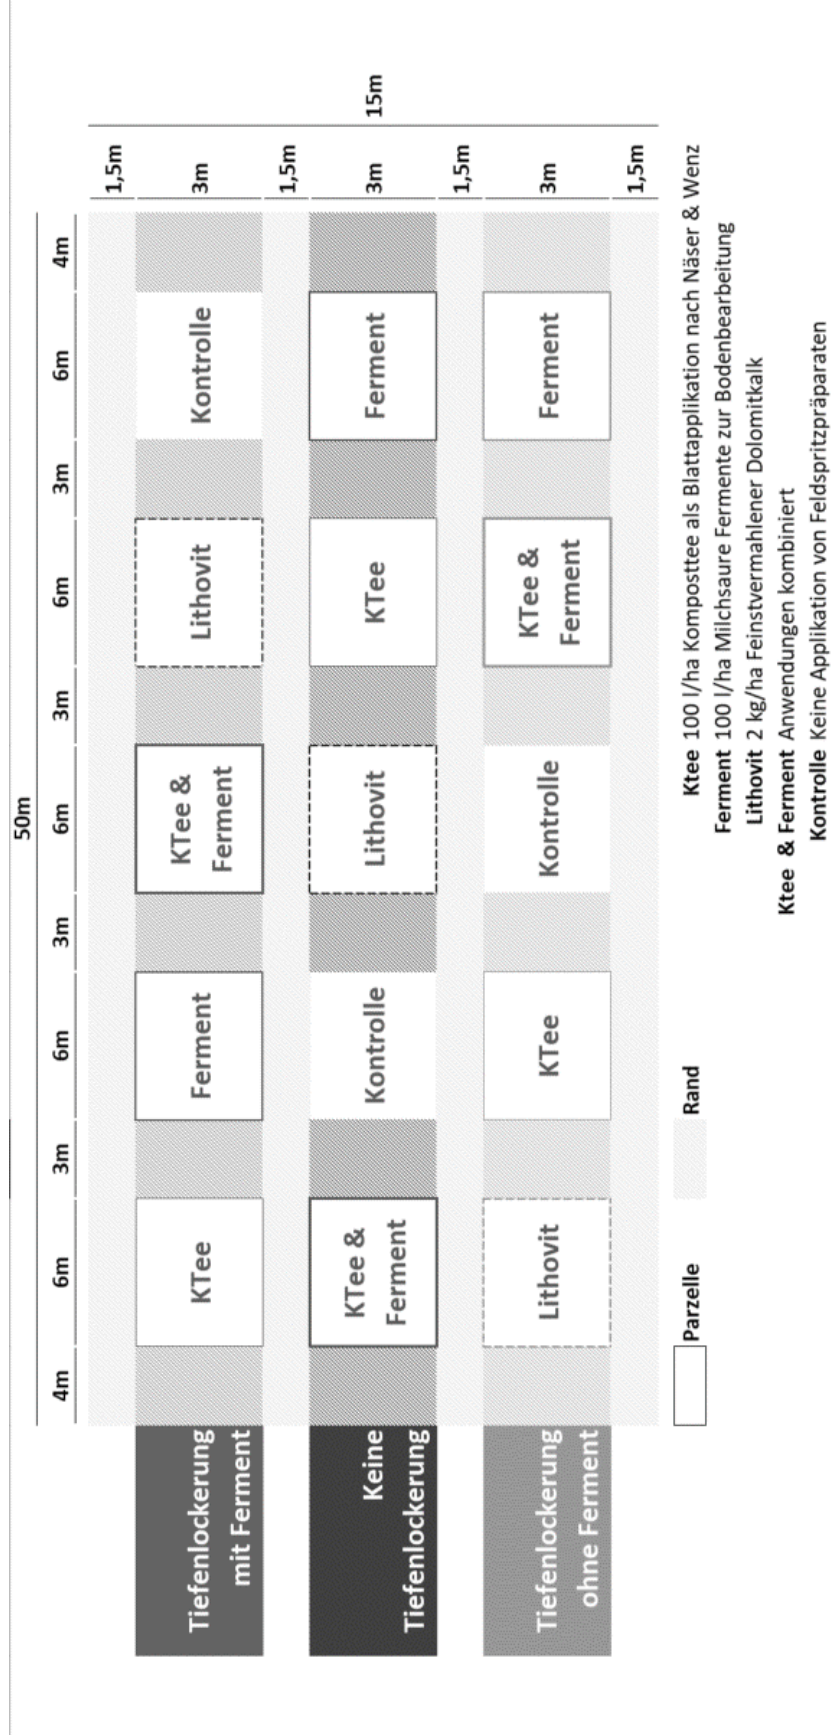 50m
4m 6m 3m 6m 3m 6m 3m 6m 3m 6m 4m
1,5m
Tiefenlockerung
mit Ferment
KTee
Ferment
KTee &
Ferment
Lithovit
Kontrolle
3m
1,5m
15m
Keine
Tiefenlockerung
KTee &
Ferment
Kontrolle
Lithovit
KTee
Ferment
3m
1,5m
Tiefenlockerung
ohne Ferment
Lithovit
KTee
Kontrolle
KTee &
Ferment
Ferment
3m
1,5m
Parzelle
Rand
Ktee 100 l/ha Komposttee als Blattapplikation nach Näser & Wenz
Ferment 100 l/ha Milchsaure Fermente zur Bodenbearbeitung
Lithovit 2 kg/ha Feinstvermahlener Dolomitkalk
Ktee & Ferment Anwendungen kombiniert
Kontrolle Keine Applikation von Feldspritzpräparaten